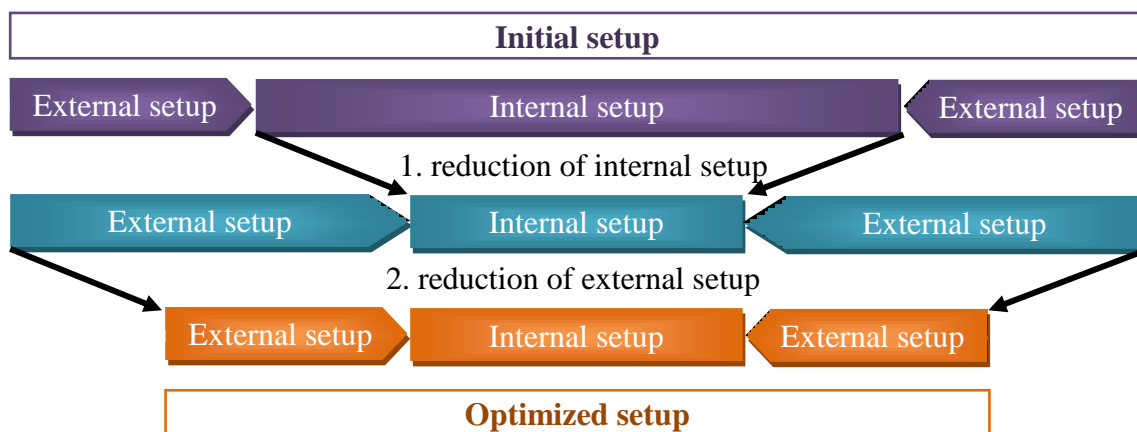 Initial setup
External setup Internal setup External setup
1. reduction of internal setup
External setup Internal setup External setup
2. reduction of external setup
External setup Internal setup External setup
Optimized setup